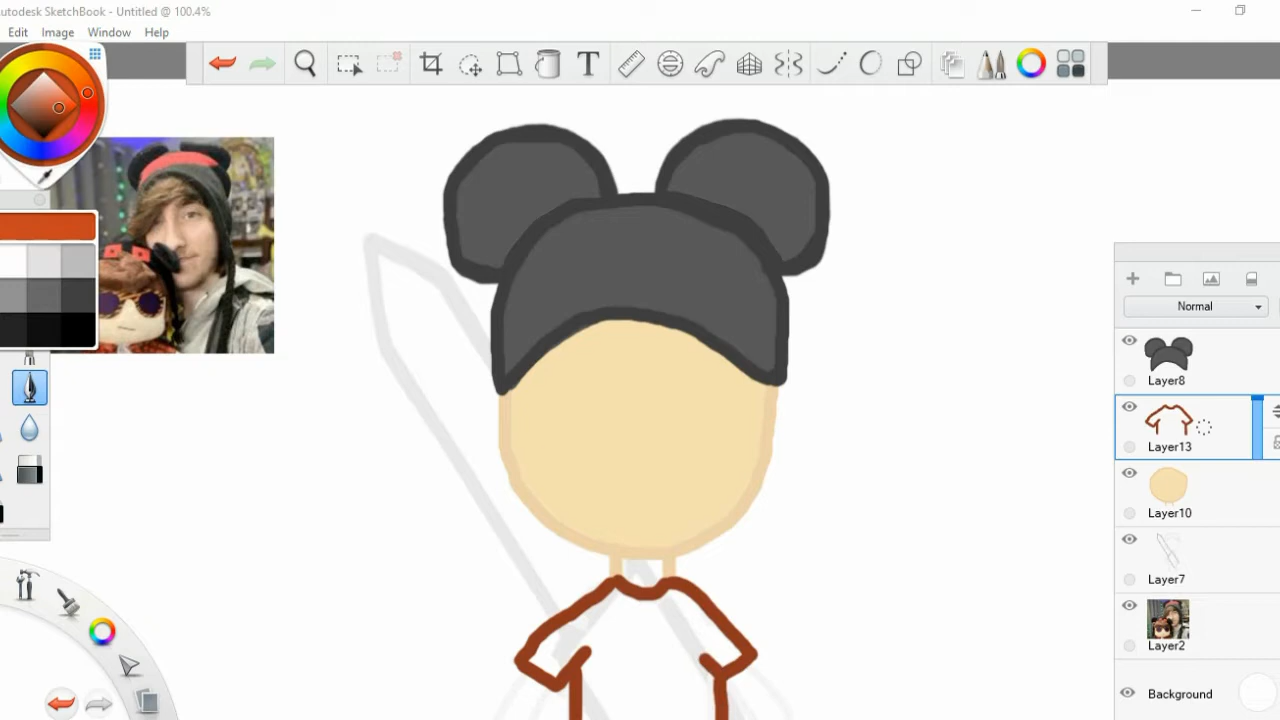 utodesk SketchBook - Untitled @ 100.4%
Edit Image Window Help
T
Normal
Layer8
Layer13
Layer10
Layer7
Layer2
Background